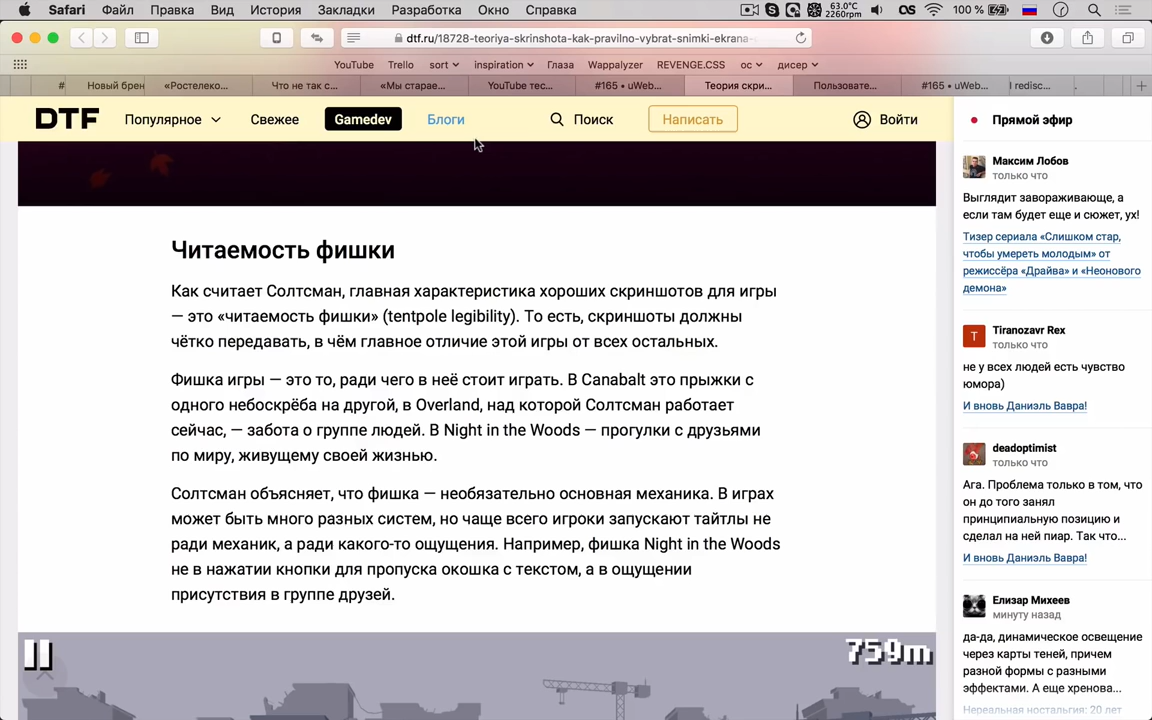 Safari Файл Правка Вид История Закладки Разработка Окно Справка 63.0°C 2260rpm 100 %
dtf.ru/18728-teoriya-skrinshota-kak-pravilno-vybrat-snimki-ekrana-
YouTube Trello sort inspiration Глаза Wappalyzer REVENGE.CSS ос дисер
# Новый брен «Ростелеко... Что не так с... «Мы старае... YouTube тес... #165 – uWeb... Теория скри... Пользовате... #165 – uWeb... l redisc...
DTF Популярное Свежее Gamedev Блоги Поиск Написать Войти
Читаемость фишки
Как считает Солтсман, главная характеристика хороших скриншотов для игры
— это «читаемость фишки» (tentpole legibility). То есть, скриншоты должны
чётко передавать, в чём главное отличие этой игры от всех остальных.
Фишка игры — это то, ради чего в неё стоит играть. В Canabalt это прыжки с
одного небоскрёба на другой, в Overland, над которой Солтсман работает
сейчас, — забота о группе людей. В Night in the Woods — прогулки с друзьями
по миру, живущему своей жизнью.
Солтсман объясняет, что фишка — необязательно основная механика. В играх
может быть много разных систем, но чаще всего игроки запускают тайтлы не
ради механик, а ради какого-то ощущения. Например, фишка Night in the Woods
не в нажатии кнопки для пропуска окошка с текстом, а в ощущении
присутствия в группе друзей.
759m
Прямой эфир
Максим Лобов
только что
Выглядит завораживающе, а
если там будет еще и сюжет, ух!
Тизер сериала «Слишком стар,
чтобы умереть молодым» от
режиссёра «Драйва» и «Неонового
демона»
T
Tiranozavr Rex
только что
не у всех людей есть чувство
юмора)
И вновь Даниэль Вавра!
deadoptimist
только что
Ага. Проблема только в том, что
он до того занял
принципиальную позицию и
сделал на ней пиар. Так что...
И вновь Даниэль Вавра!
Елизар Михеев
минуту назад
да-да, динамическое освещение
через карты теней, причем
разной формы с разными
эффектами. А еще хренова...
Нереальная ностальгия: 20 лет